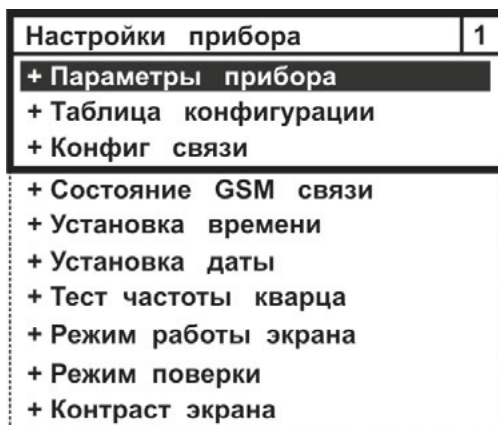 Настройки прибора 1
+ Параметры прибора
+ Таблица конфигурации
+ Конфиг связи
+ Состояние GSM связи
+ Установка времени
+ Установка даты
+ Тест частоты кварца
+ Режим работы экрана
+ Режим поверки
+ Контраст экрана